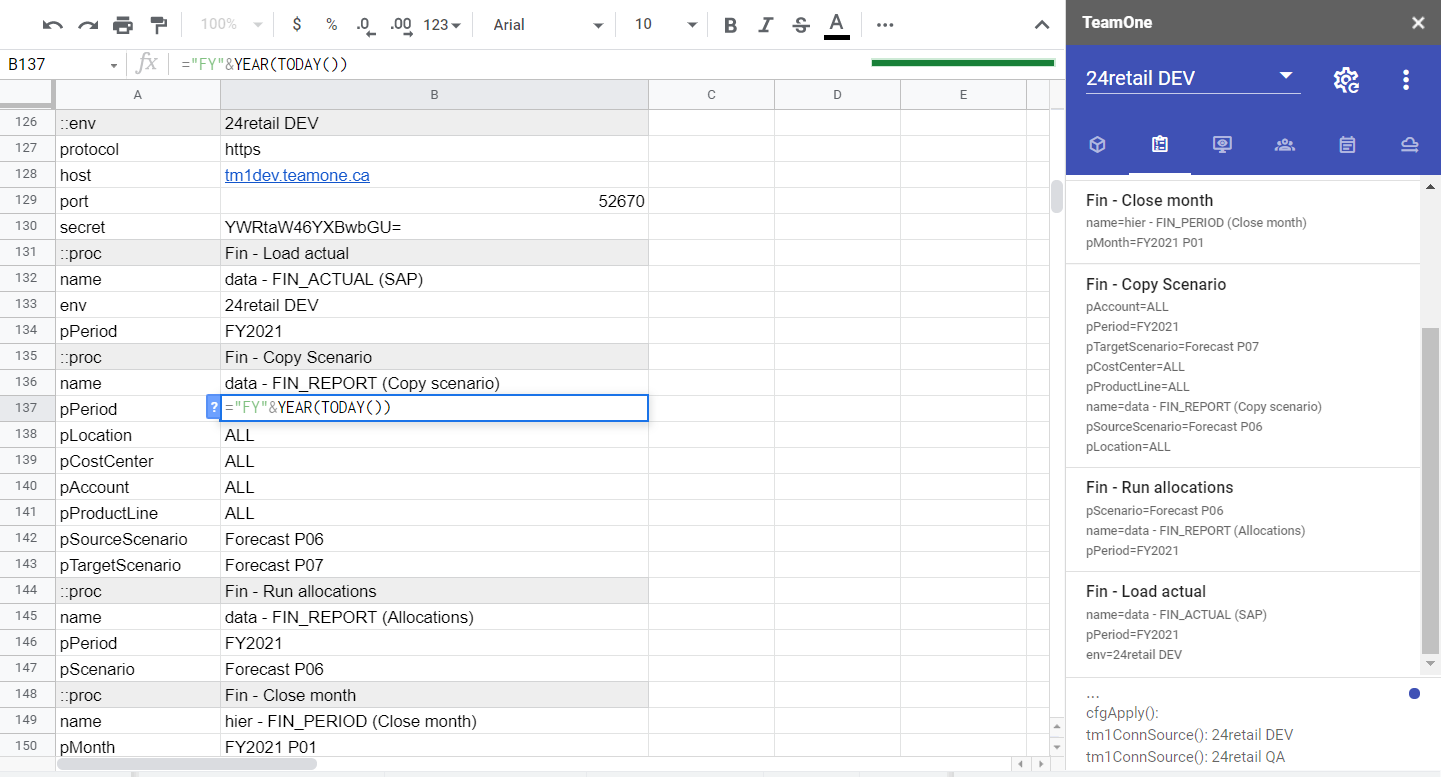 100% $ % .0 .00 123 Arial 10 B I S A
B137 fx ="FY"&YEAR(TODAY())
A B C D E
126 ::env 24retail DEV
127 protocol https
128 host tm1dev.teamone.ca
129 port 52670
130 secret YWRtaW46YXBwbGU=
131 ::proc Fin - Load actual
132 name data - FIN_ACTUAL (SAP)
133 env 24retail DEV
134 pPeriod FY2021
135 ::proc Fin - Copy Scenario
136 name data - FIN_REPORT (Copy scenario)
137 pPeriod ? ="FY"&YEAR(TODAY())
138 pLocation ALL
139 pCostCenter ALL
140 pAccount ALL
141 pProductLine ALL
142 pSourceScenario Forecast P06
143 pTargetScenario Forecast P07
144 ::proc Fin - Run allocations
145 name data - FIN_REPORT (Allocations)
146 pPeriod FY2021
147 pScenario Forecast P06
148 ::proc Fin - Close month
149 name hier - FIN_PERIOD (Close month)
150 pMonth FY2021 P01
TeamOne
24retail DEV
Fin - Close month
name=hier - FIN_PERIOD (Close month)
pMonth=FY2021 P01
Fin - Copy Scenario
pAccount=ALL
pPeriod=FY2021
pTargetScenario=Forecast P07
pCostCenter=ALL
pProductLine=ALL
name=data - FIN_REPORT (Copy scenario)
pSourceScenario=Forecast P06
pLocation=ALL
Fin - Run allocations
pScenario=Forecast P06
name=data - FIN_REPORT (Allocations)
pPeriod=FY2021
Fin - Load actual
name=data - FIN_ACTUAL (SAP)
pPeriod=FY2021
env=24retail DEV
...
cfgApply():
tm1ConnSource(): 24retail DEV
tm1ConnSource(): 24retail QA